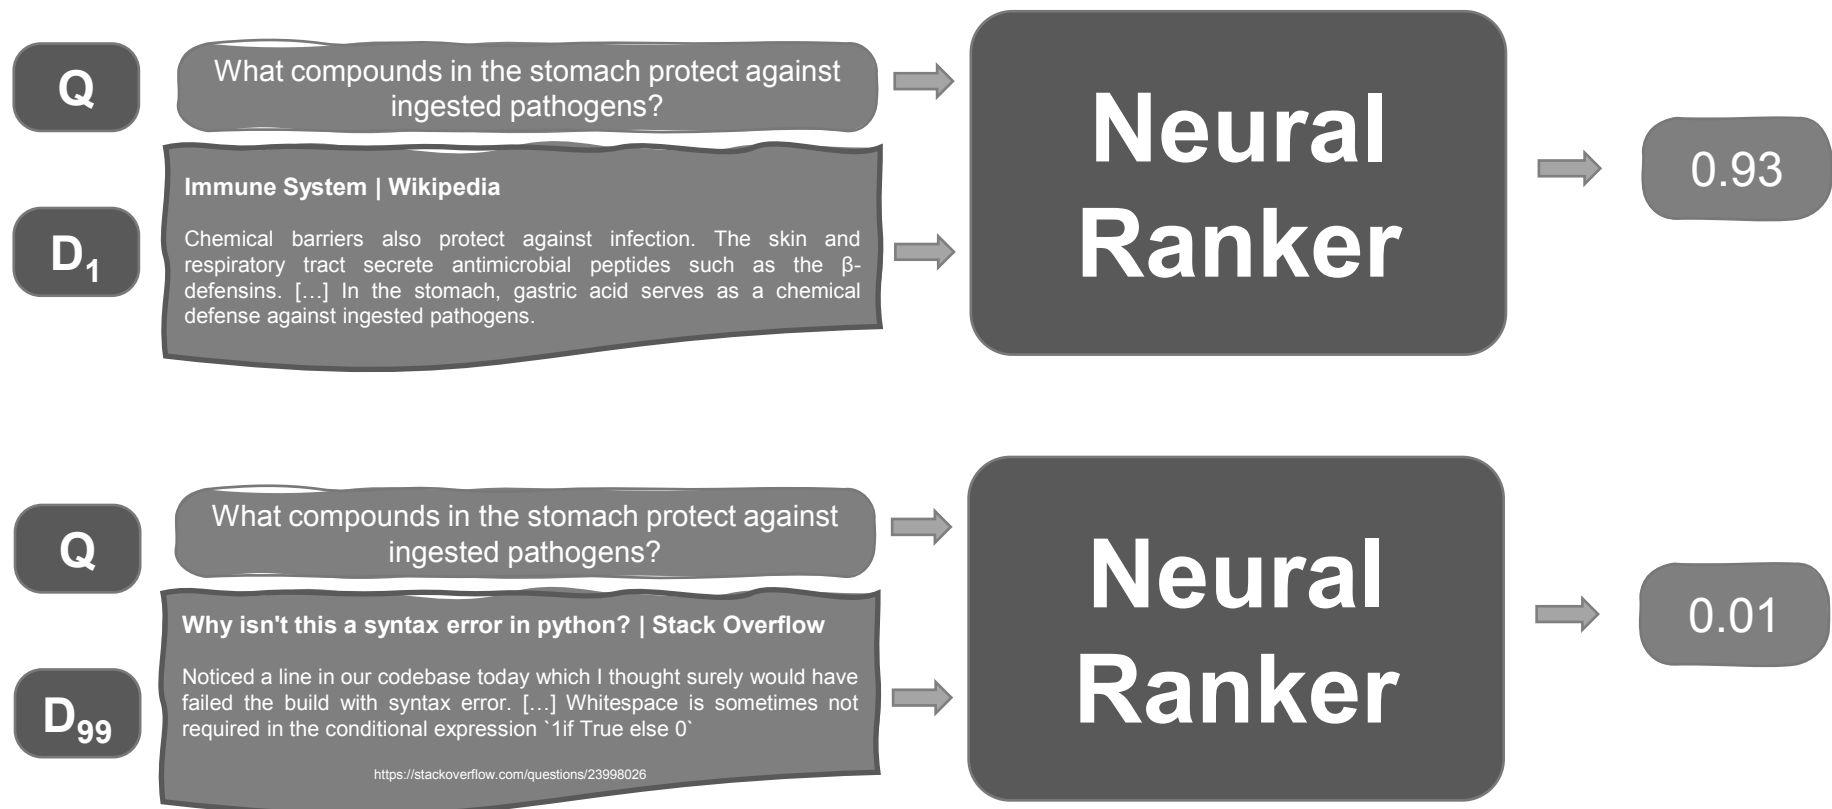 Q
What compounds in the stomach protect against
ingested pathogens?
D1
Immune System | Wikipedia
Chemical barriers also protect against infection. The skin and
respiratory tract secrete antimicrobial peptides such as the β-
defensins. […] In the stomach, gastric acid serves as a chemical
defense against ingested pathogens.
Neural
Ranker
0.93
Q
What compounds in the stomach protect against
ingested pathogens?
D99
Why isn't this a syntax error in python? | Stack Overflow
Noticed a line in our codebase today which I thought surely would have
failed the build with syntax error. […] Whitespace is sometimes not
required in the conditional expression `1if True else 0`
https://stackoverflow.com/questions/23998026
Neural
Ranker
0.01